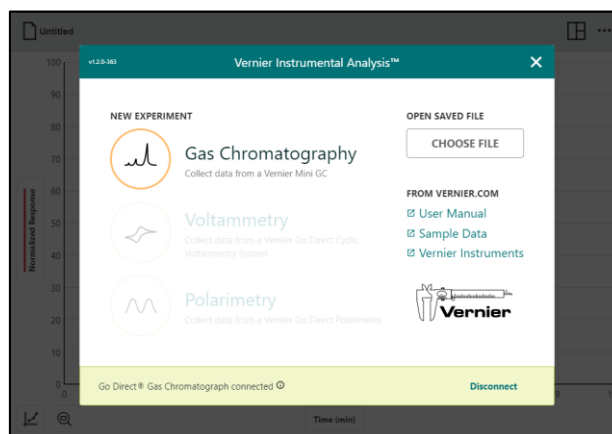 Untitled
v1.2.0-363
Vernier Instrumental Analysis™
NEW EXPERIMENT
Gas Chromatography
Collect data from a Vernier Mini GC
Voltammetry
Collect data from a Vernier Go Direct Cyclic
Voltammetry System
Polarimetry
Collect data from a Vernier Go Direct Polarimeter
OPEN SAVED FILE
CHOOSE FILE
FROM VERNIER.COM
User Manual
Sample Data
Vernier Instruments
Vernier
Go Direct® Gas Chromatograph connected
Disconnect
100
90
80
70
60
50
40
30
20
10
0
Normalized Response
0
9
Time (min)